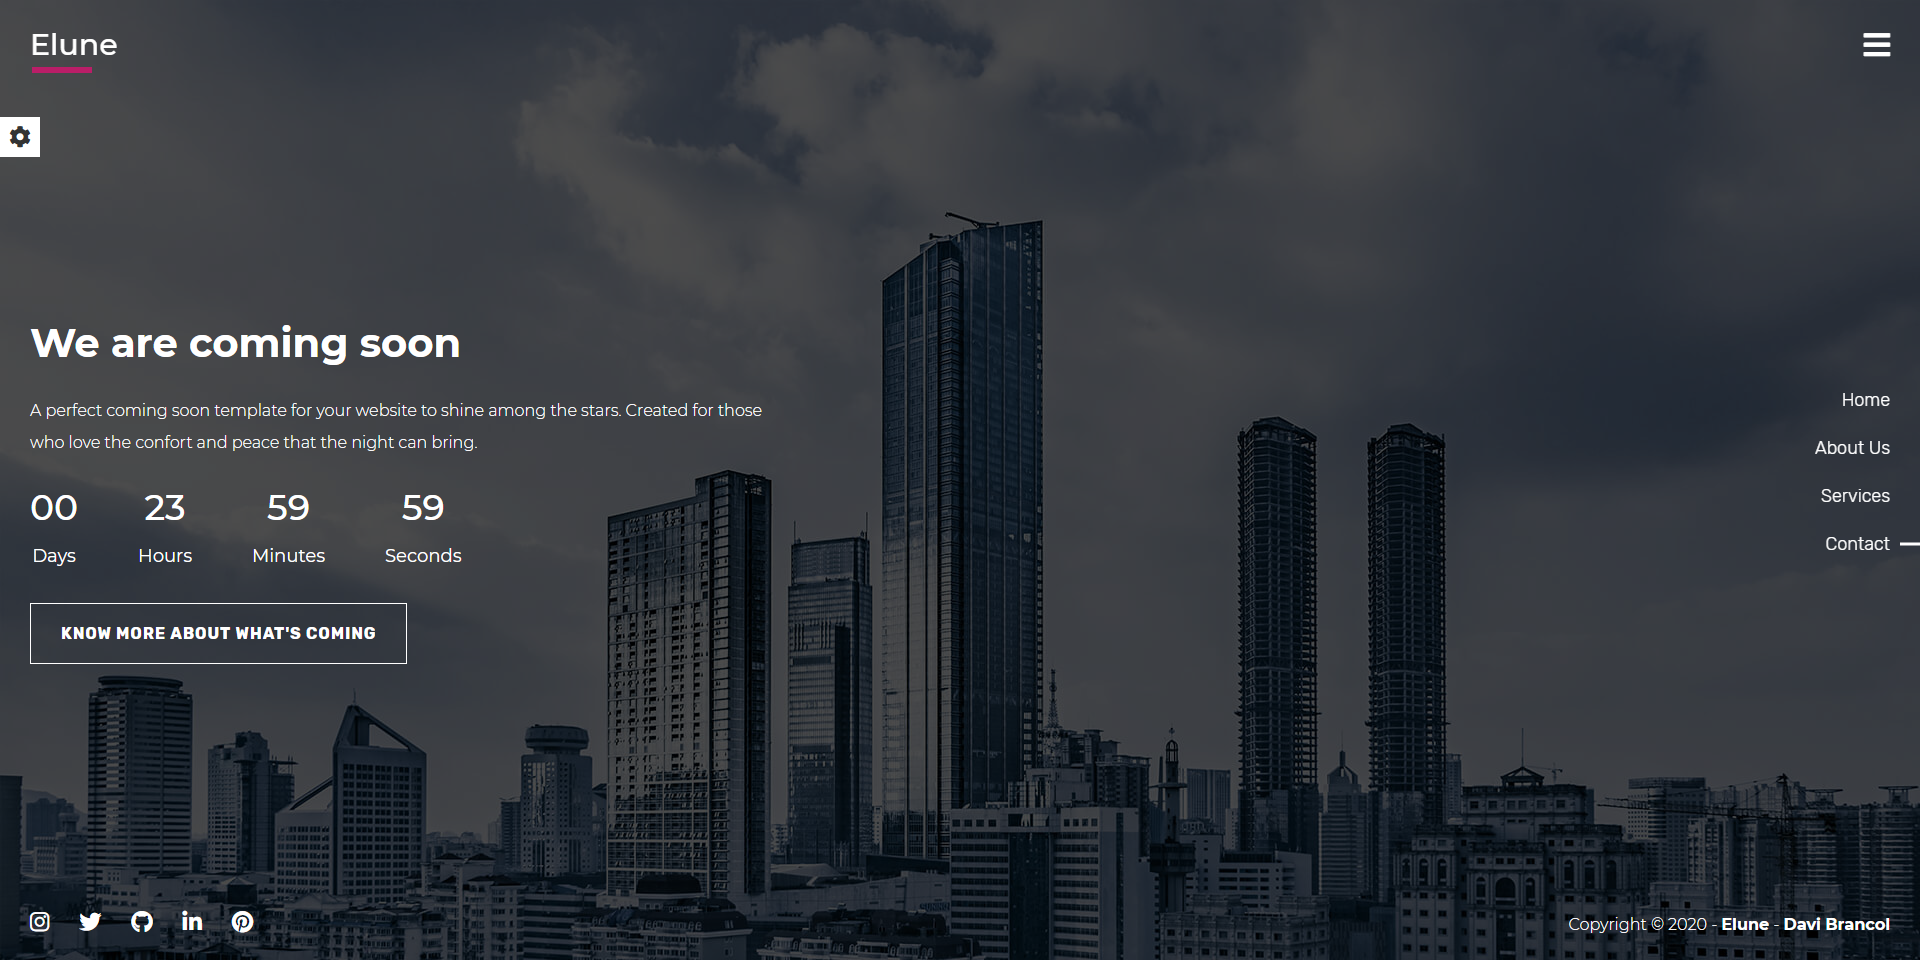 Elune
We are coming soon
A perfect coming soon template for your website to shine among the stars. Created for those
who love the confort and peace that the night can bring.
00 23 59 59
Days Hours Minutes Seconds
KNOW MORE ABOUT WHAT'S COMING
Home
About Us
Services
Contact
Copyright © 2020 - Elune - Davi Brancol